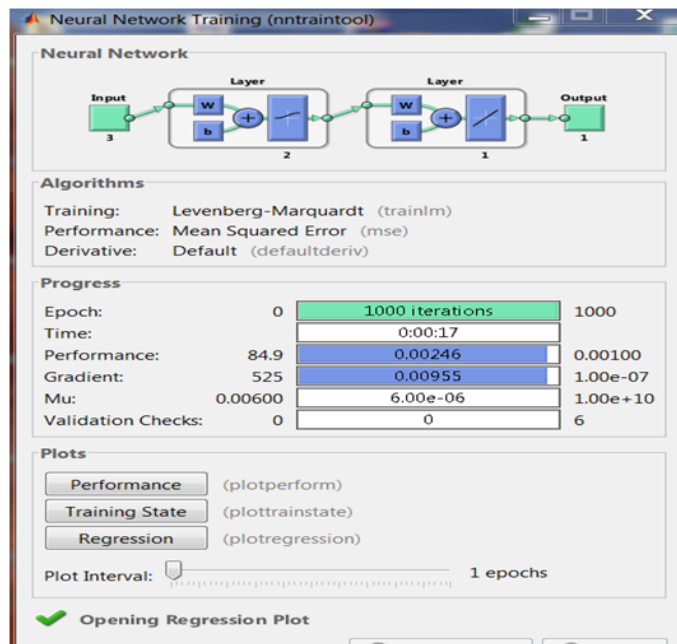 Neural Network Training (nntraintool)
Neural Network
Layer Layer
Input W W Output
b b
3 2 1 1
Algorithms
Training: Levenberg-Marquardt (trainlm)
Performance: Mean Squared Error (mse)
Derivative: Default (defaultderiv)
Progress
Epoch: 0 1000 iterations 1000
Time: 0:00:17
Performance: 84.9 0.00246 0.00100
Gradient: 525 0.00955 1.00e-07
Mu: 0.00600 6.00e-06 1.00e+10
Validation Checks: 0 0 6
Plots
Performance (plotperform)
Training State (plottrainstate)
Regression (plotregression)
Plot Interval: 1 epochs
Opening Regression Plot